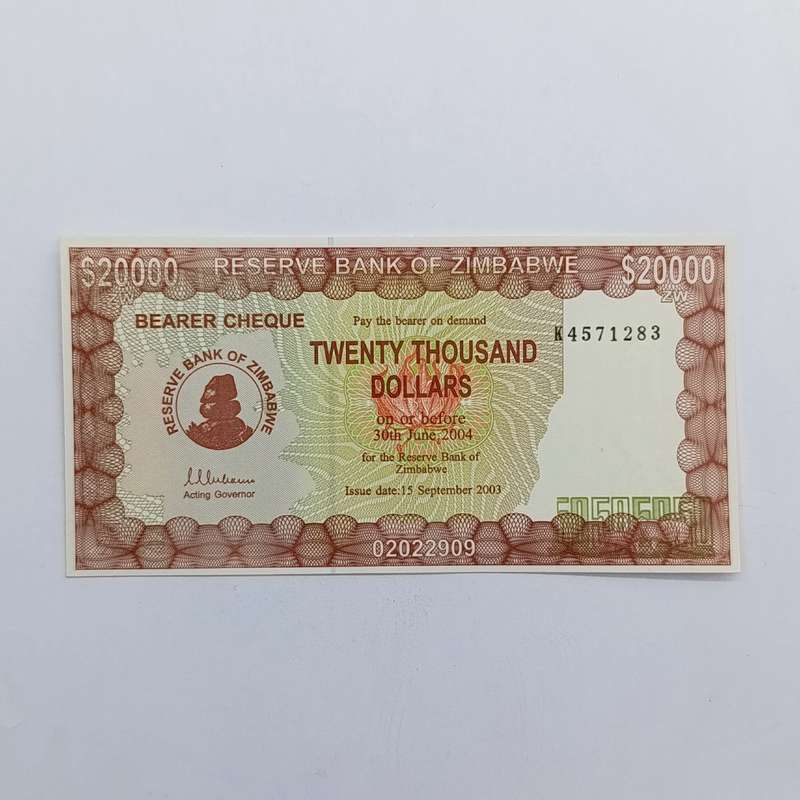 $20000 RESERVE BANK OF ZIMBABWE $20000
ZW ZW
BEARER CHEQUE
Pay the bearer on demand
K4571283
TWENTY THOUSAND
DOLLARS
RESERVE BANK OF ZIMBABWE
on or before
30th June,2004
for the Reserve Bank of
Zimbabwe
Acting Governor
Issue date:15 September 2003
02022909